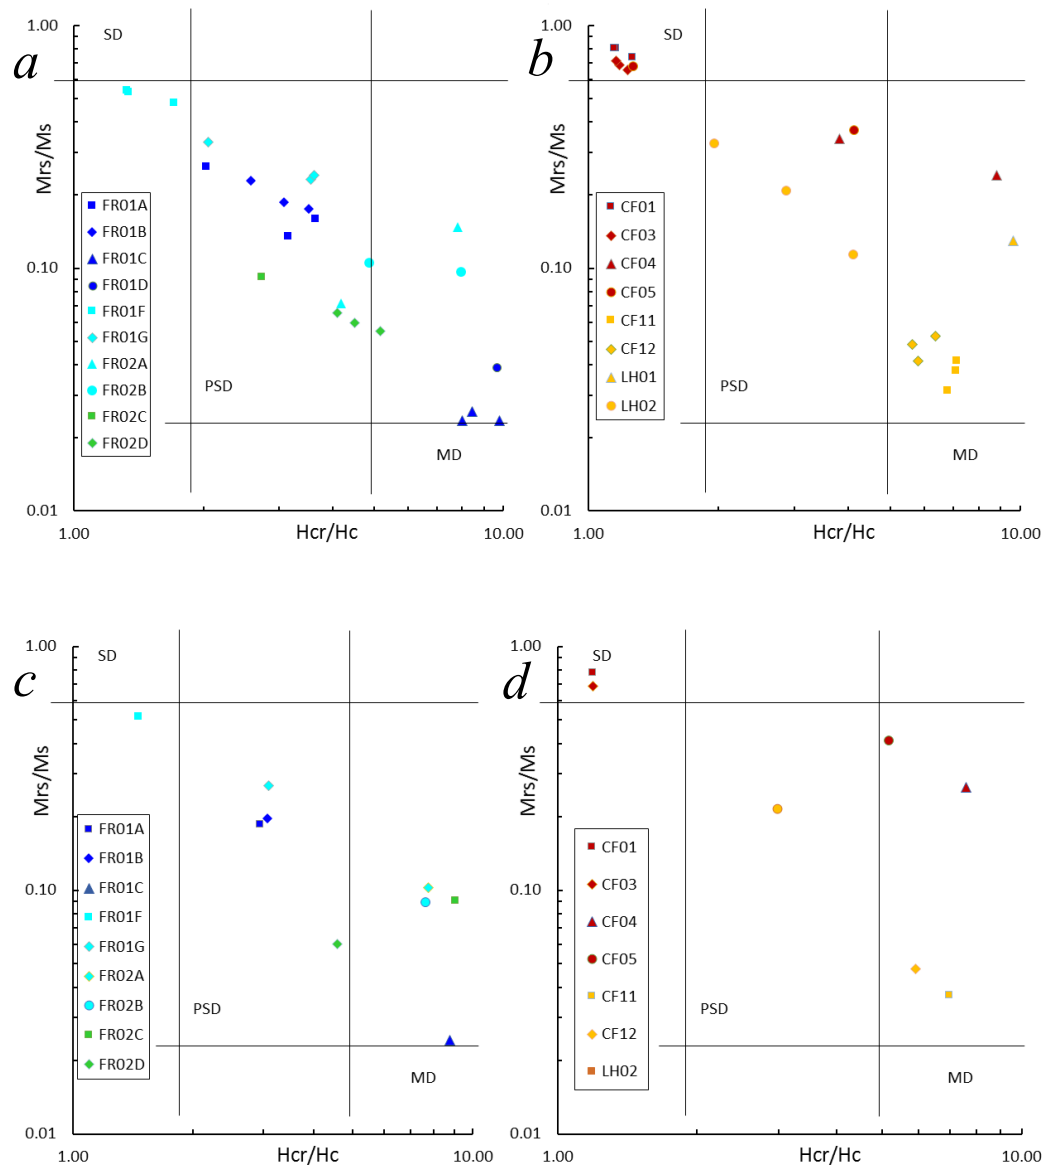 a
1.00
SD
Mrs/Ms
FR01A
FR01B
FR01C
FR01D
FR01F
FR01G
FR02A
FR02B
FR02C
FR02D
0.10
PSD
MD
0.01
1.00
Hcr/Hc
10.00
b
1.00
SD
Mrs/Ms
CF01
CF03
CF04
CF05
CF11
CF12
LH01
LH02
0.10
PSD
MD
0.01
1.00
Hcr/Hc
10.00
c
1.00
SD
Mrs/Ms
FR01A
FR01B
FR01C
FR01F
FR01G
FR02A
FR02B
FR02C
FR02D
0.10
PSD
MD
0.01
1.00
Hcr/Hc
10.00
d
1.00
SD
Mrs/Ms
CF01
CF03
CF04
CF05
CF11
CF12
LH02
0.10
PSD
MD
0.01
1.00
Hcr/Hc
10.00